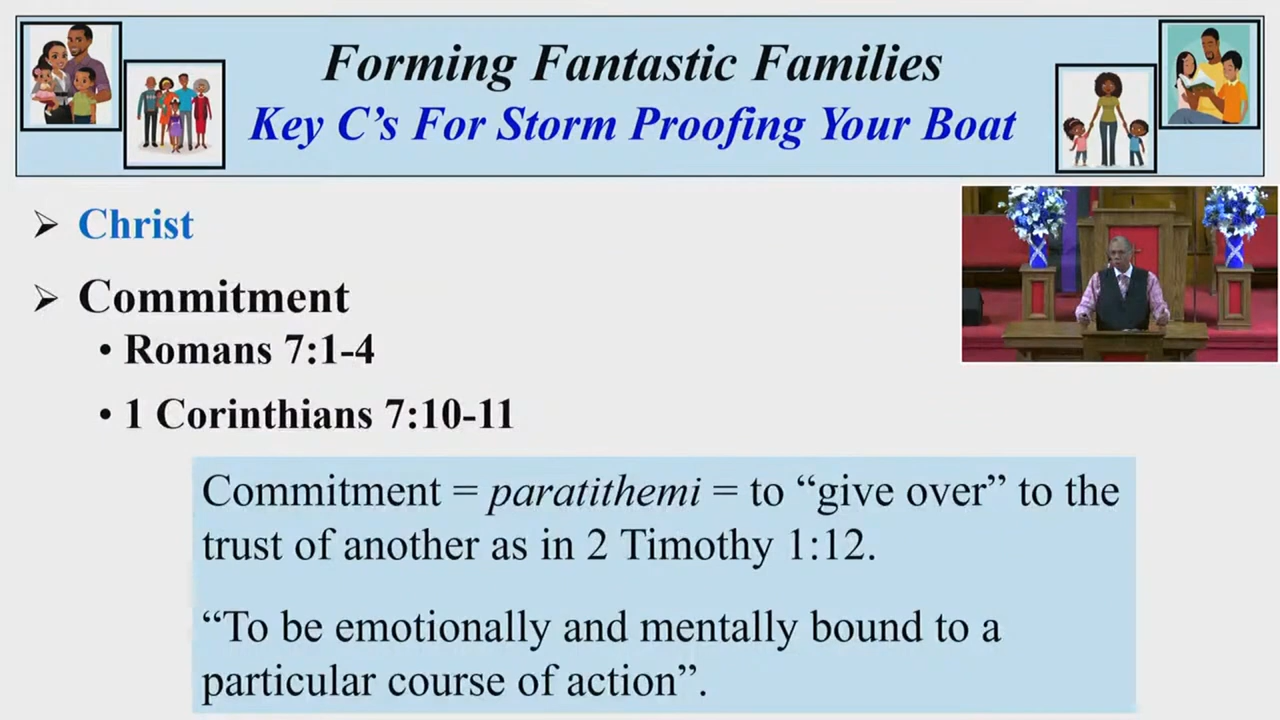 Forming Fantastic Families
Key C's For Storm Proofing Your Boat
➢ Christ
➢ Commitment
• Romans 7:1-4
• 1 Corinthians 7:10-11
Commitment = paratithemi = to “give over” to the
trust of another as in 2 Timothy 1:12.
“To be emotionally and mentally bound to a
particular course of action”.